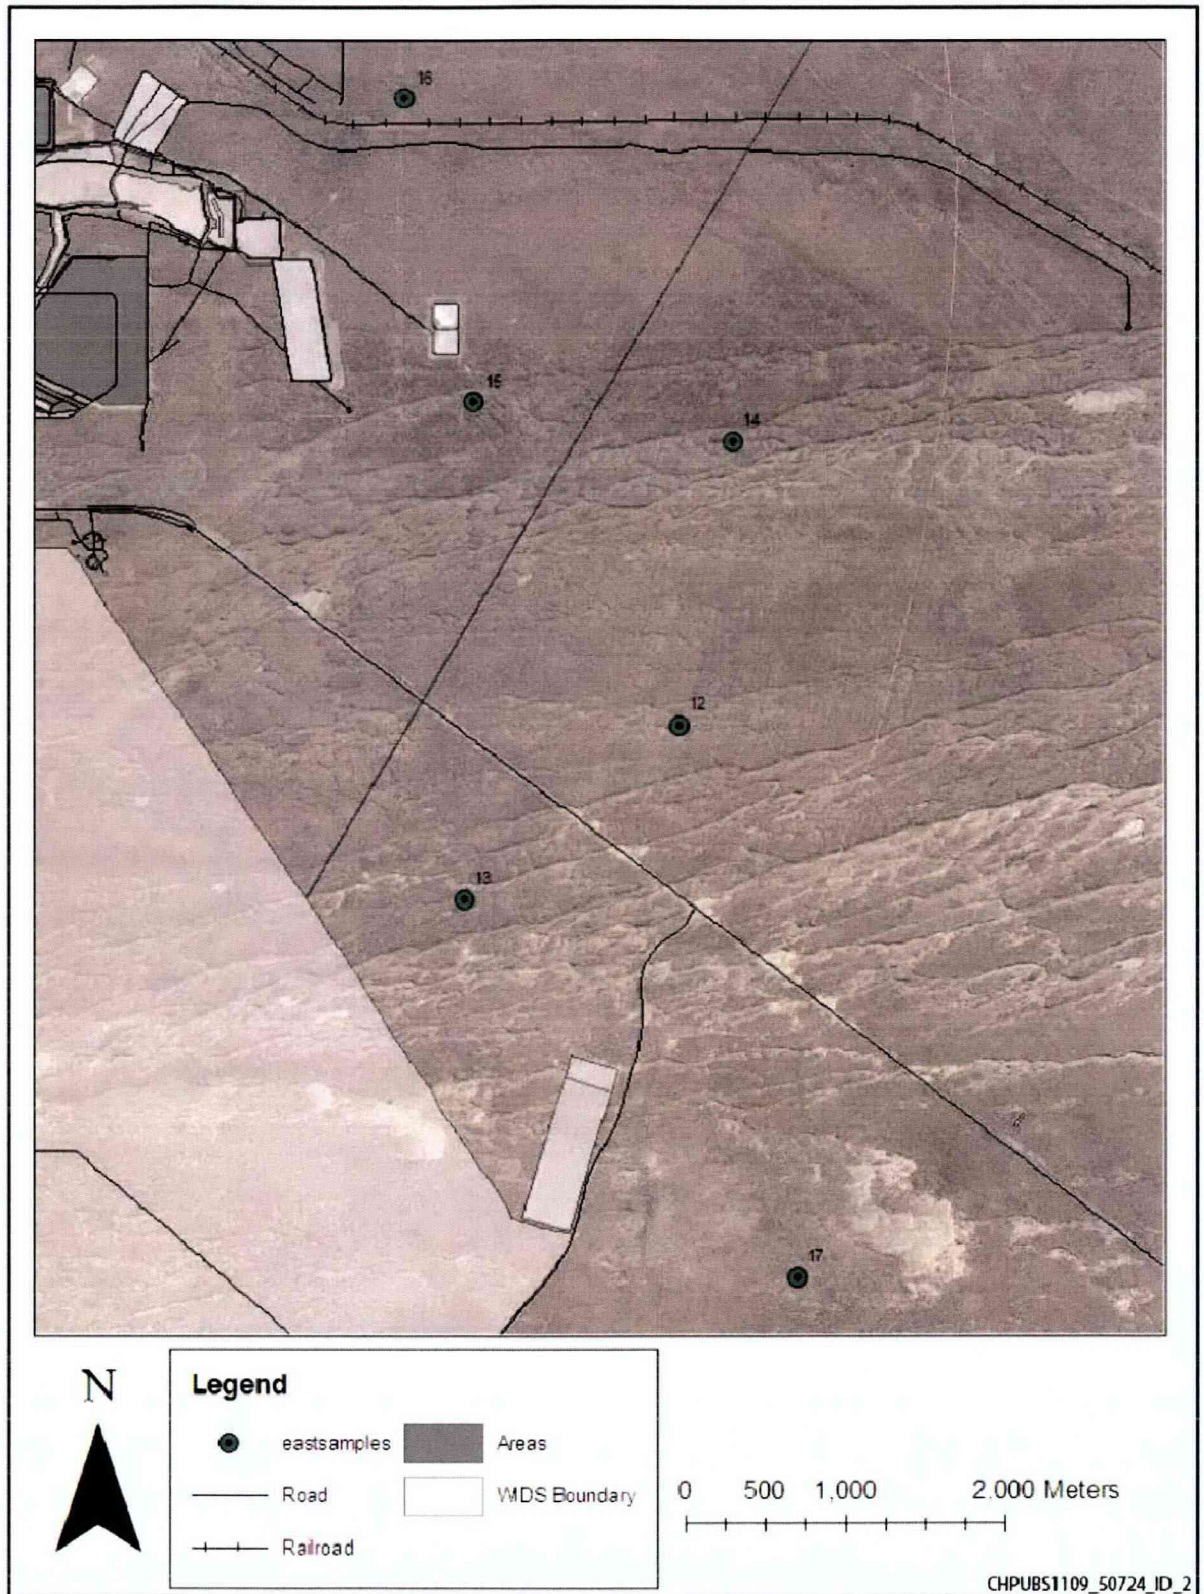 16
15
14
12
13
17
N
Legend
eastsamples
Areas
Road
WIDS Boundary
Railroad
0 500 1,000 2,000 Meters
CHPUBS1109_50724_ID_2